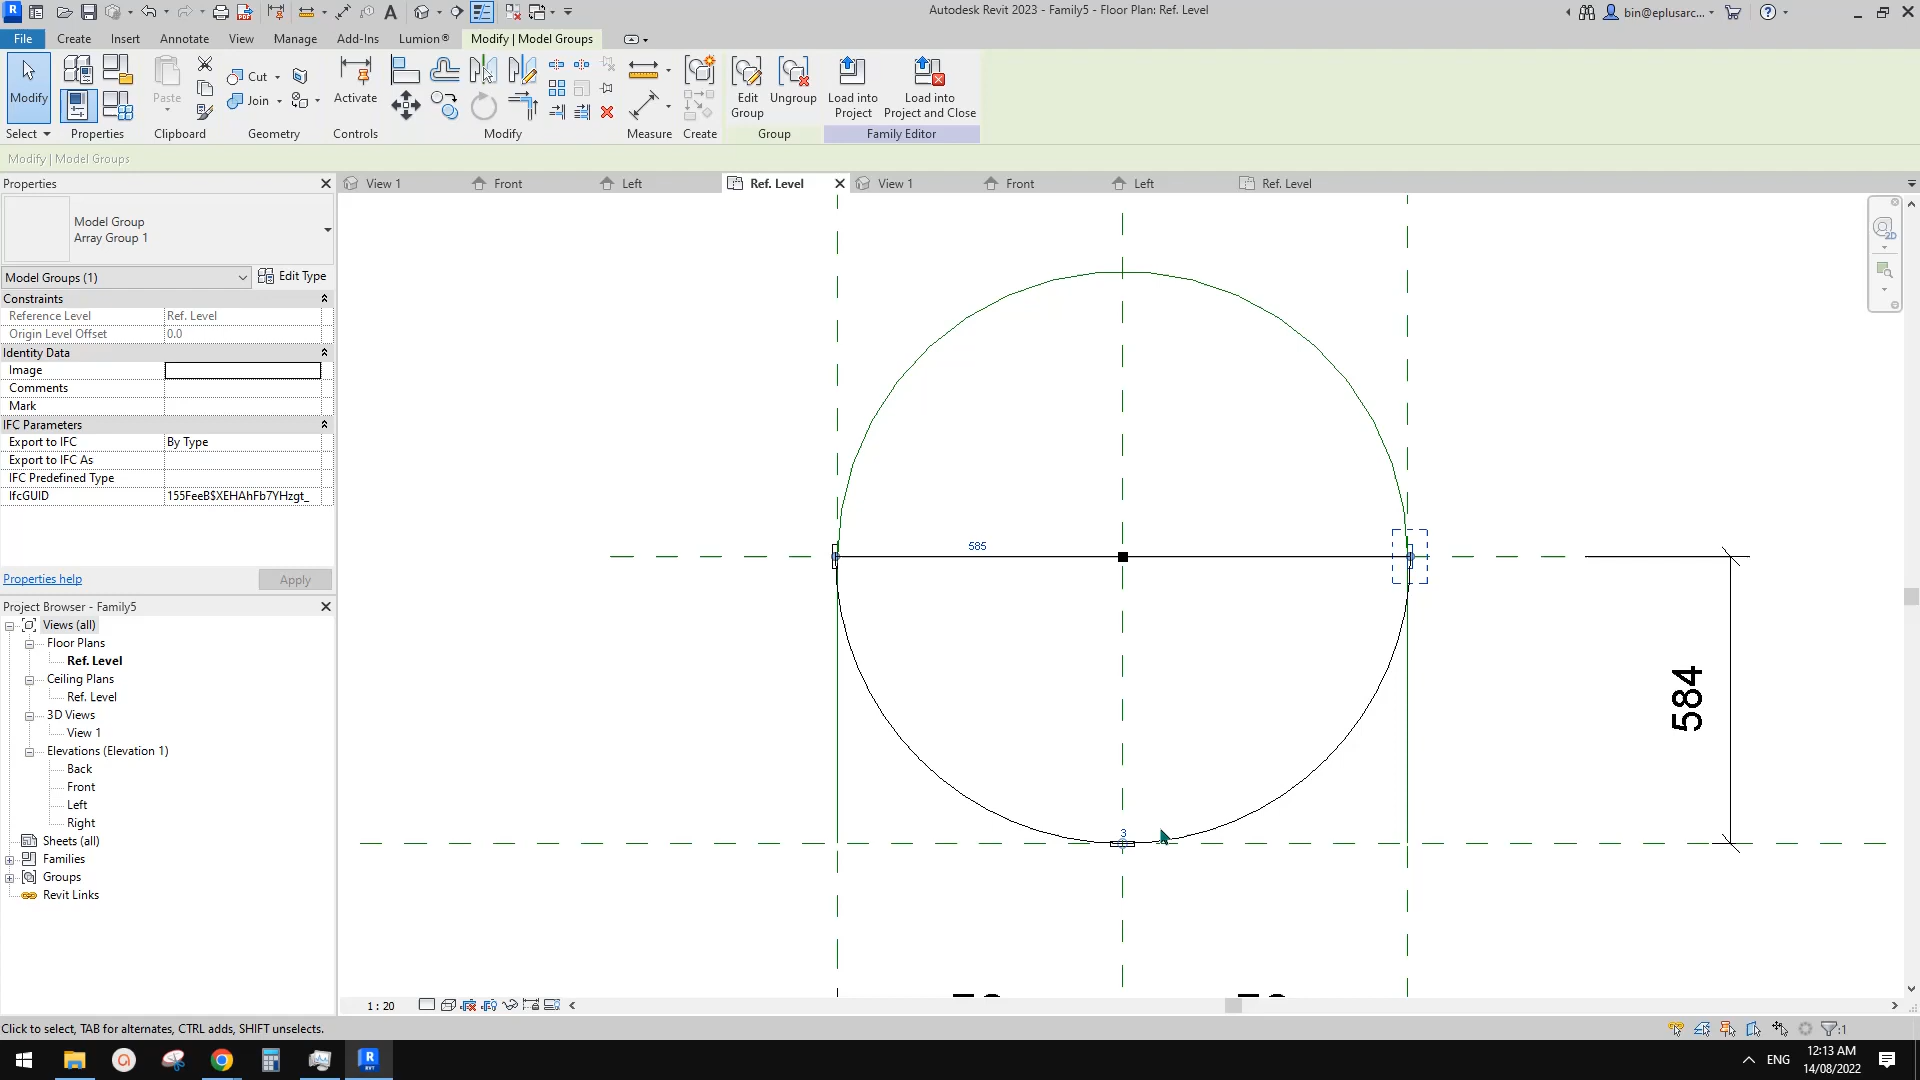 Autodesk Revit 2023 - Family5 - Floor Plan: Ref. Level
bin@eplusarc...
File Create Insert Annotate View Manage Add-Ins Lumion® Modify | Model Groups
Modify
Paste
Cut
Join
Activate
Edit Group
Ungroup
Load into Project
Load into Project and Close
Select Properties Clipboard Geometry Controls Modify Measure Create Group Family Editor
Modify | Model Groups
Properties
View 1 Front Left Ref. Level View 1 Front Left Ref. Level
Model Group
Array Group 1
Model Groups (1)
Edit Type
Constraints
Reference Level Ref. Level
Origin Level Offset 0.0
Identity Data
Image
Comments
Mark
IFC Parameters
Export to IFC By Type
Export to IFC As
IFC Predefined Type
IfcGUID 155FeeB$XEHAhFb7YHzgt_
Properties help
Apply
Project Browser - Family5
Views (all)
Floor Plans
Ref. Level
Ceiling Plans
Ref. Level
3D Views
View 1
Elevations (Elevation 1)
Back
Front
Left
Right
Sheets (all)
Families
Groups
Revit Links
2D
585
584
3
1 : 20
Click to select, TAB for alternates, CTRL adds, SHIFT unselects.
:1
ENG
12:13 AM
14/08/2022